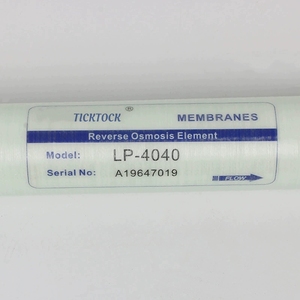 TICKTOCK ® MEMBRANES
Reverse Osmosis Element
Model: LP-4040
Serial No: A19647019
FLOW